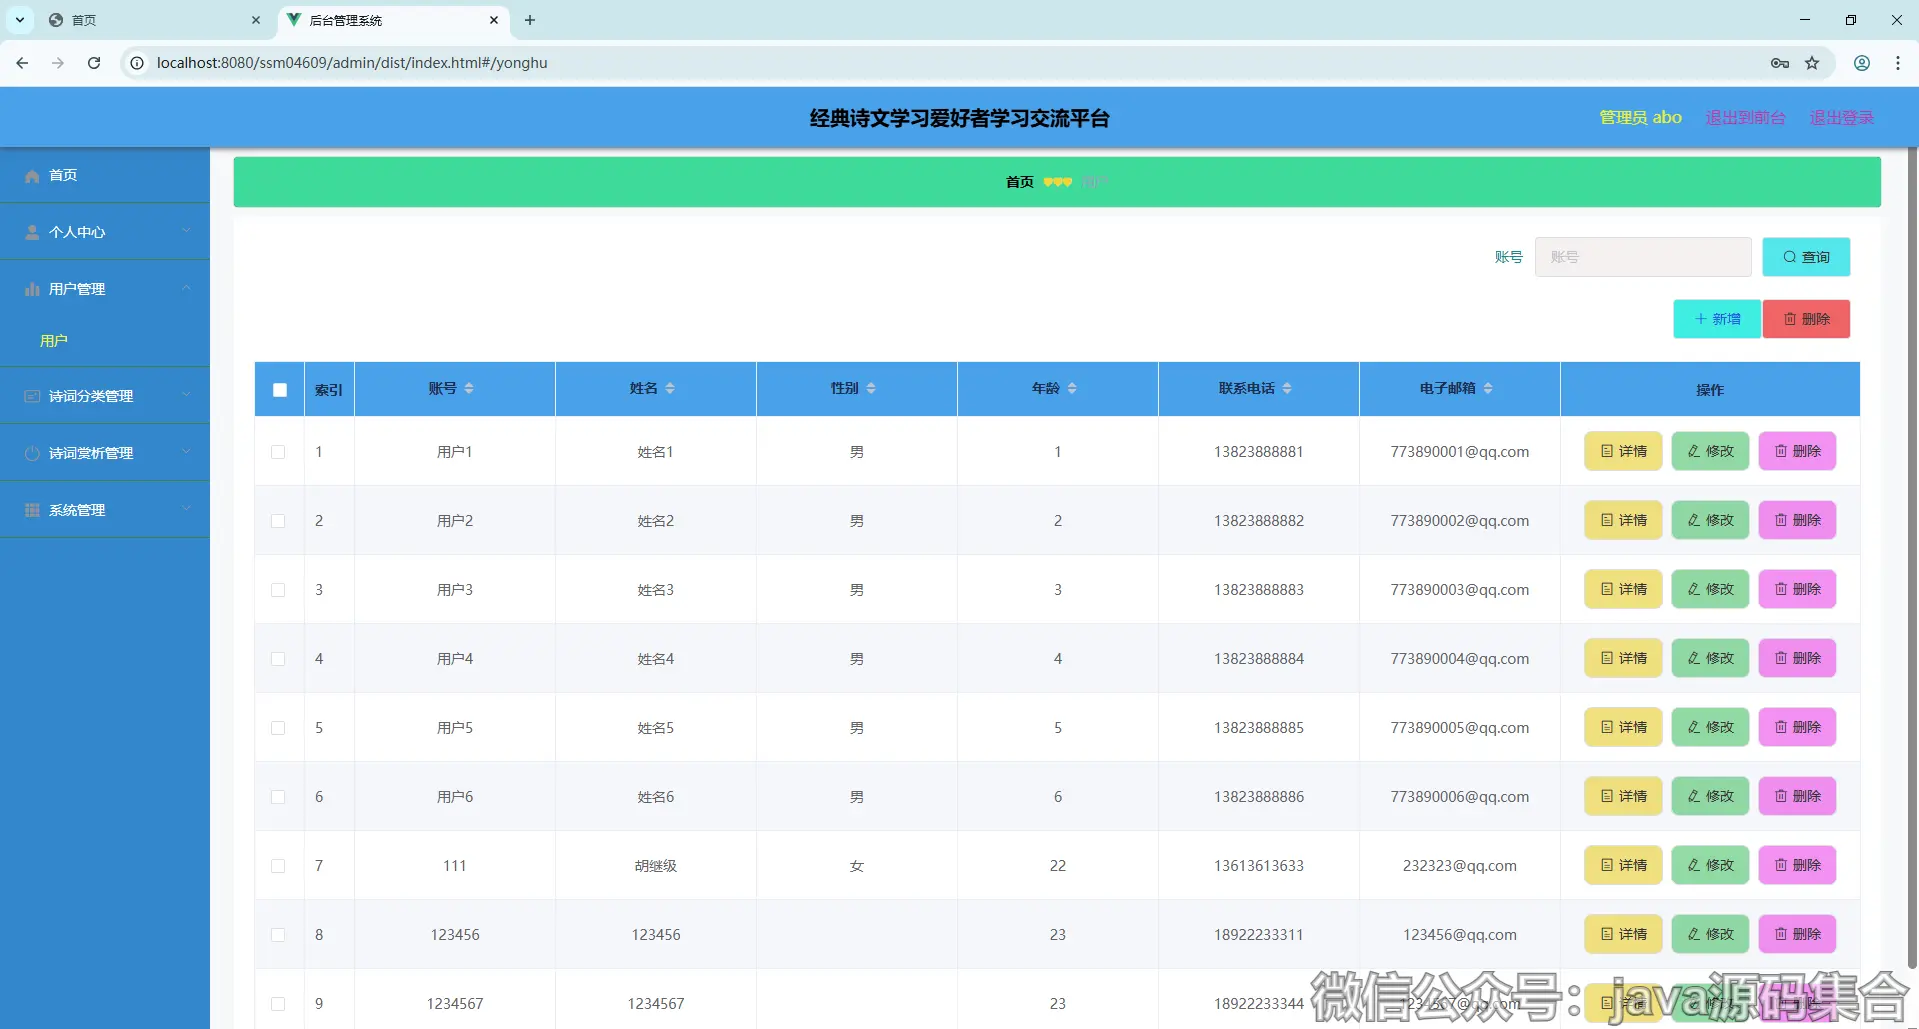 首页
后台管理系统
localhost:8080/ssm04609/admin/dist/index.html#/yonghu
经典诗文学习爱好者学习交流平台
管理员 abo 退出到前台 退出登录
首页
个人中心
用户管理
用户
诗词分类管理
诗词赏析管理
系统管理
首页 用户
账号 账号 查询
新增 删除
索引 账号 姓名 性别 年龄 联系电话 电子邮箱 操作
1 用户1 姓名1 男 1 13823888881 773890001@qq.com 详情 修改 删除
2 用户2 姓名2 男 2 13823888882 773890002@qq.com 详情 修改 删除
3 用户3 姓名3 男 3 13823888883 773890003@qq.com 详情 修改 删除
4 用户4 姓名4 男 4 13823888884 773890004@qq.com 详情 修改 删除
5 用户5 姓名5 男 5 13823888885 773890005@qq.com 详情 修改 删除
6 用户6 姓名6 男 6 13823888886 773890006@qq.com 详情 修改 删除
7 111 胡继级 女 22 13613613633 232323@qq.com 详情 修改 删除
8 123456 123456 23 18922233311 123456@qq.com 详情 修改 删除
9 1234567 1234567 23 18922233344 1234567@qq.com 详情 修改 删除
微信公众号：java源码集合